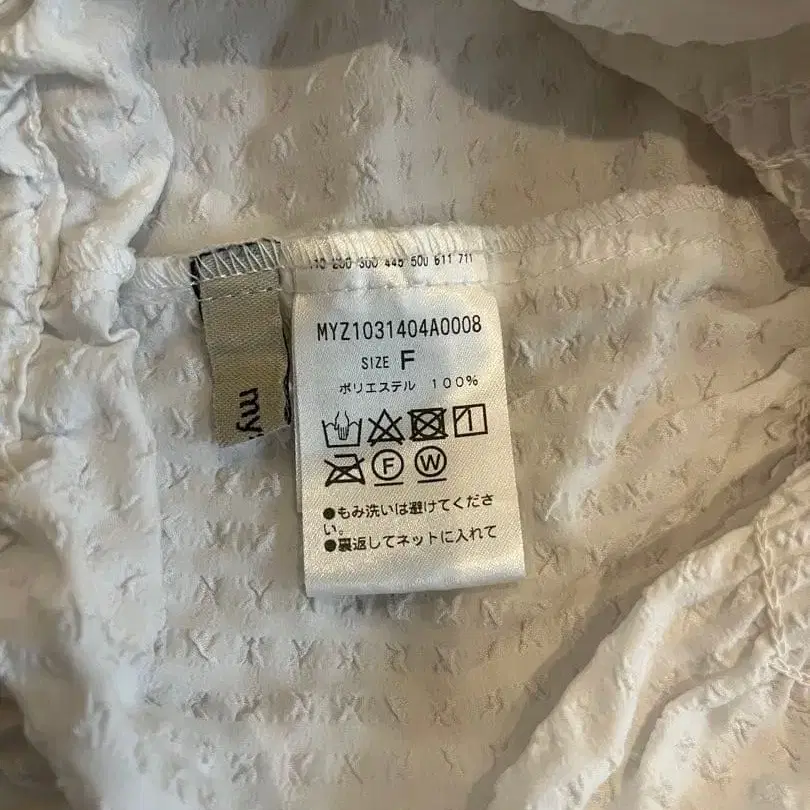 10 200 300 445 500 611 711
MYZ1031404A0008
SIZE F
ポリエステル 100%
F W
●もみ洗いは避けてくださ
い。
●裏返してネットに入れて
my